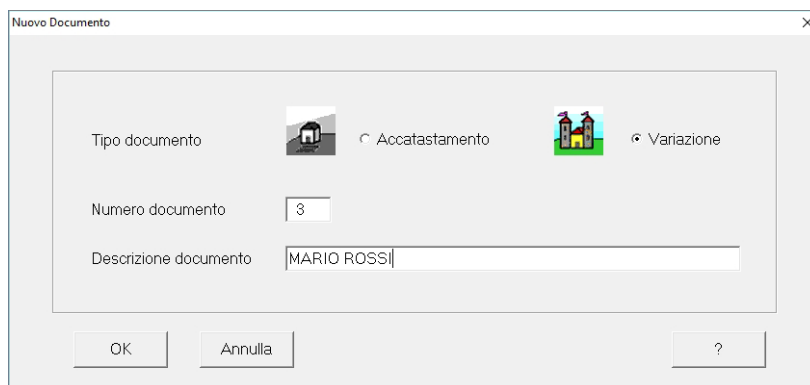 Nuovo Documento
Tipo documento Accatastamento Variazione
Numero documento 3
Descrizione documento MARIO ROSSI
OK Annulla ?